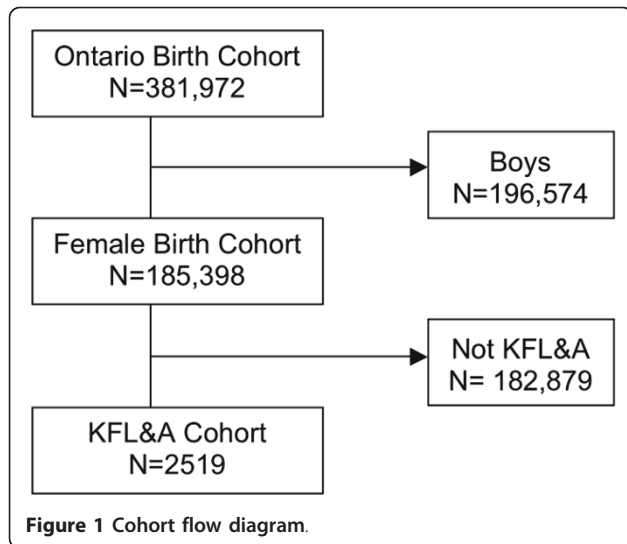 Ontario Birth Cohort
N=381,972
Boys
N=196,574
Female Birth Cohort
N=185,398
Not KFL&A
N= 182,879
KFL&A Cohort
N=2519
Figure 1 Cohort flow diagram.